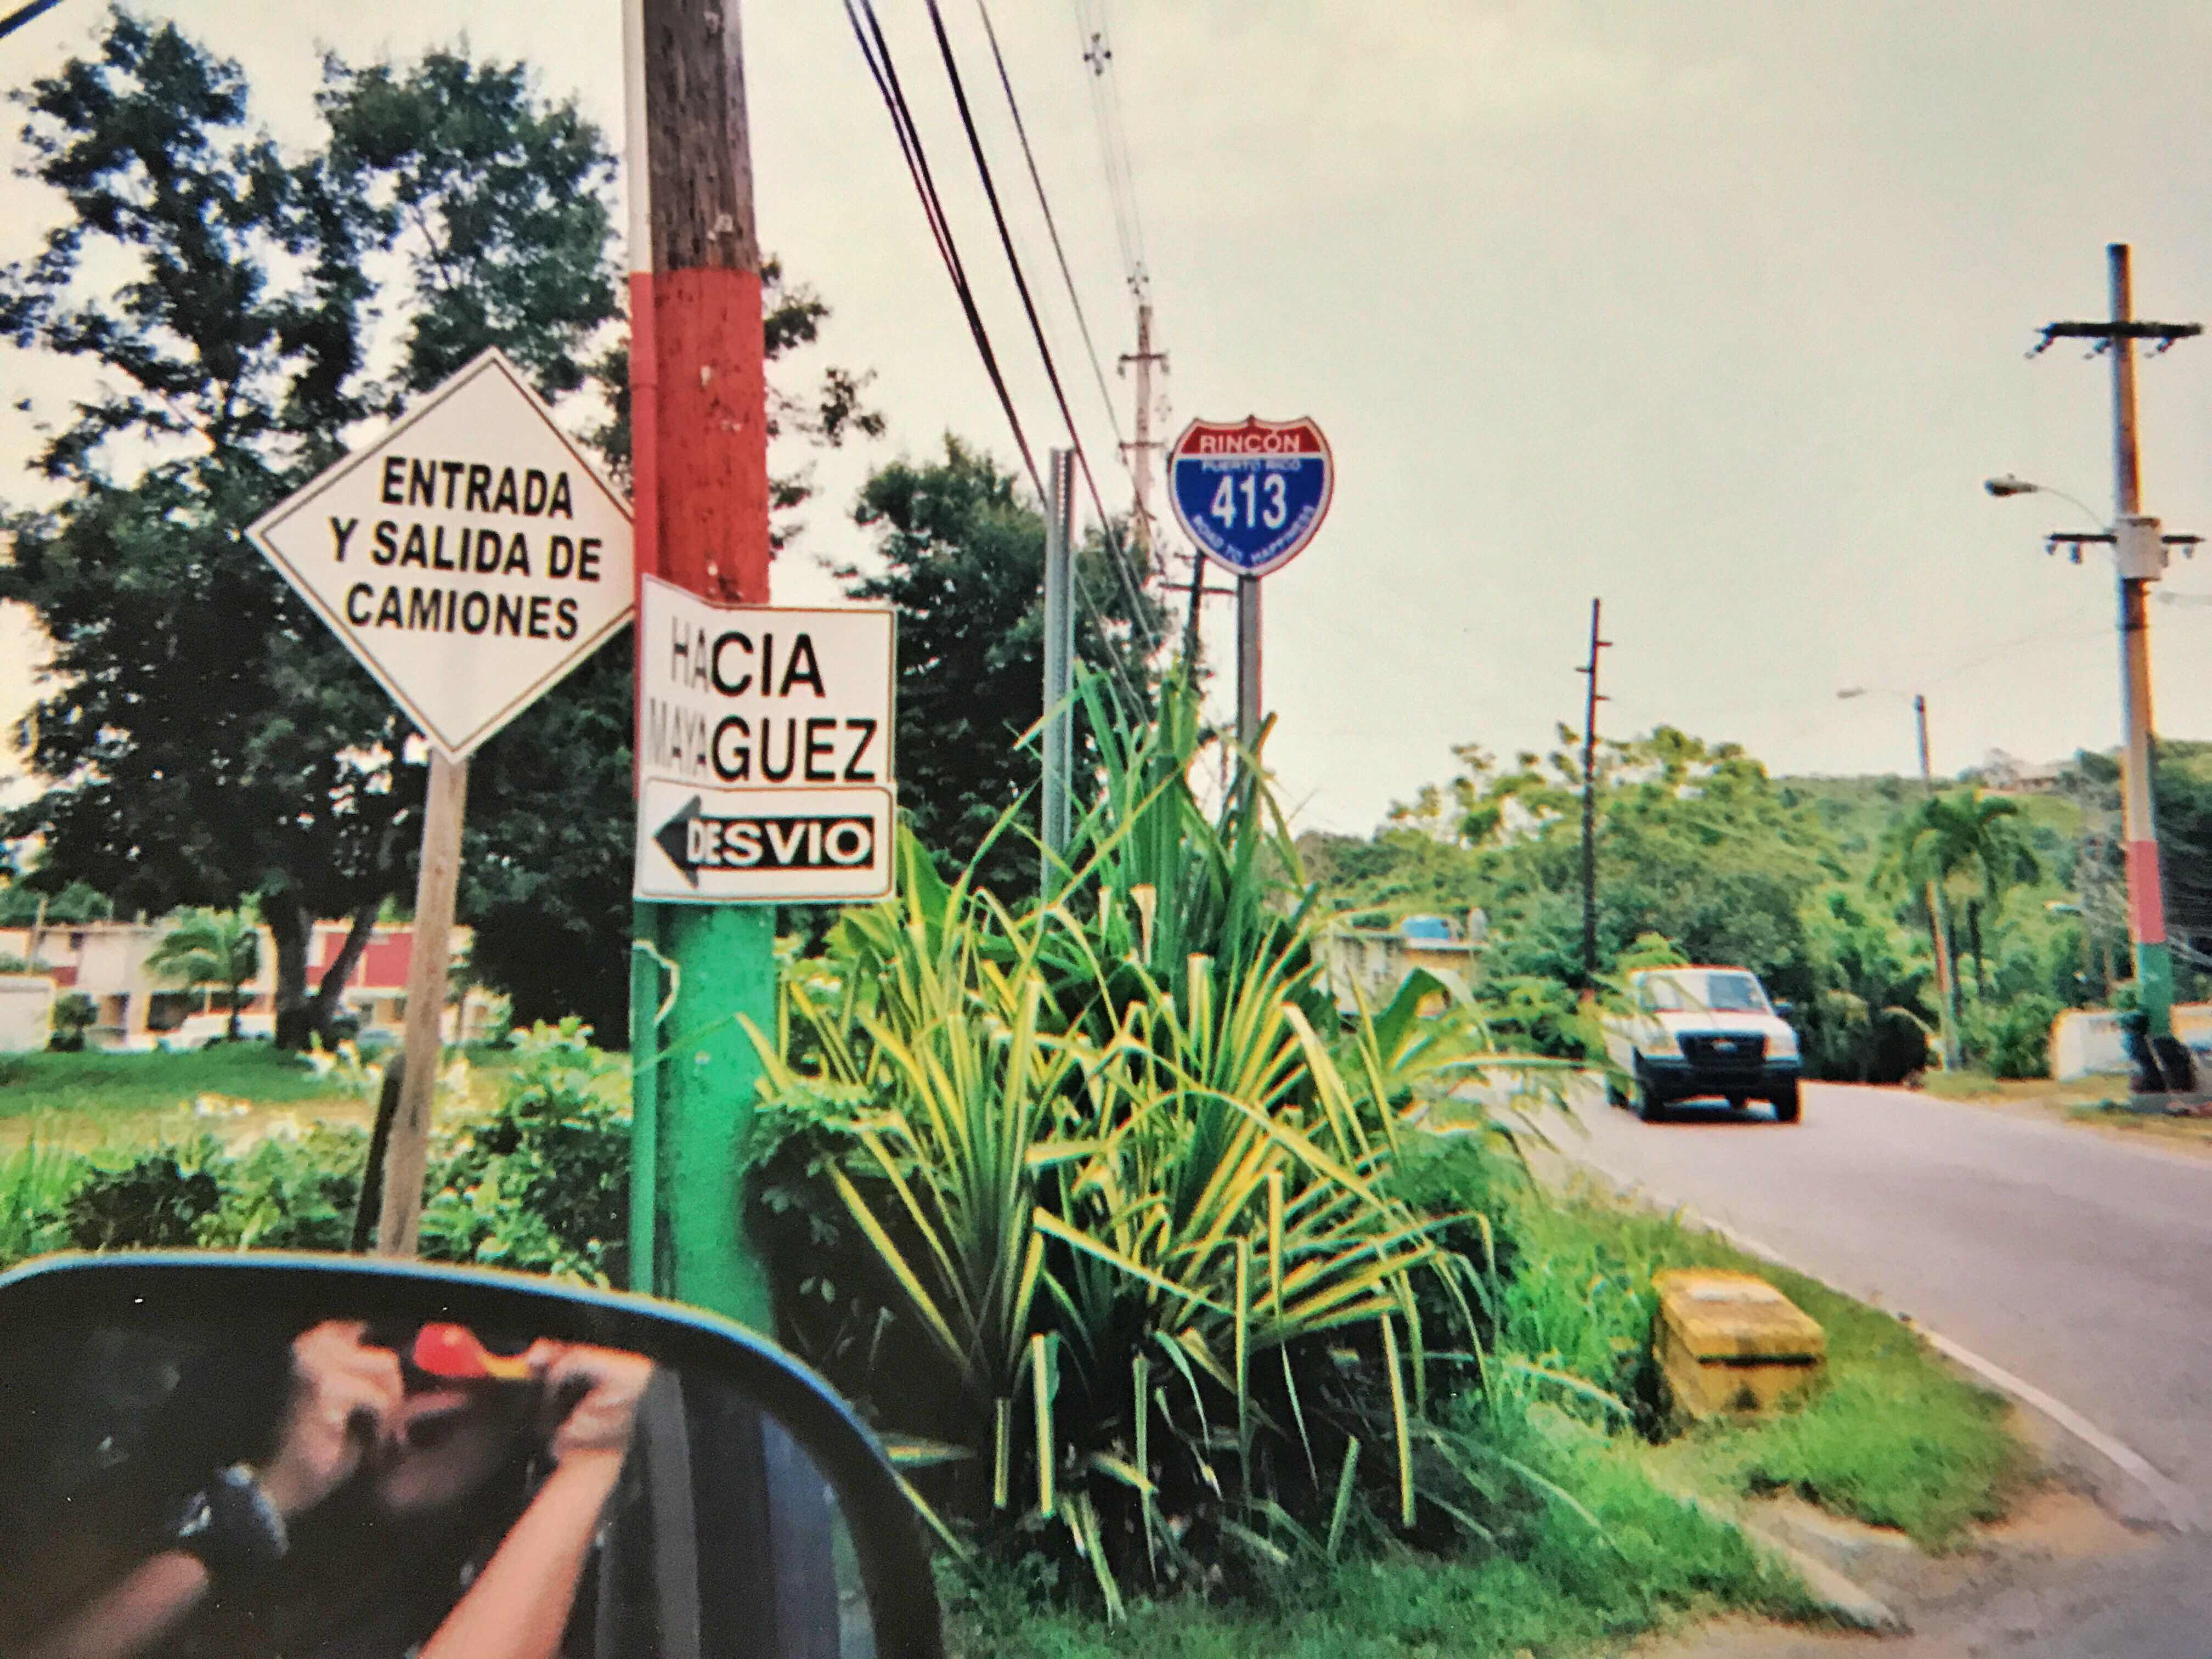 ENTRADA
Y SALIDA DE
CAMIONES
HACIA
MAYAGUEZ
DESVIO
RINCÓN
PUERTO RICO
413
ROAD TO HAPPINESS